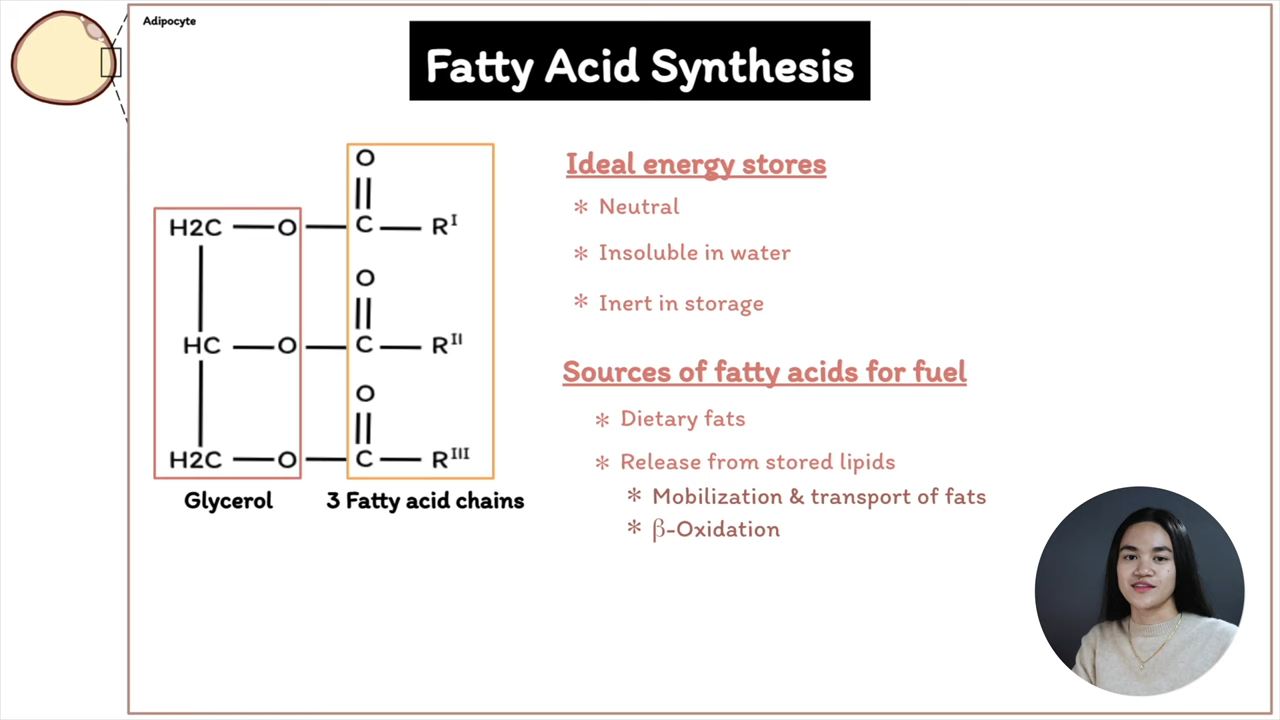 Adipocyte
Fatty Acid Synthesis
O
H2C O C R^I
O
HC O C R^II
O
H2C O C R^III
Glycerol
3 Fatty acid chains
Ideal energy stores
* Neutral
* Insoluble in water
* Inert in storage
Sources of fatty acids for fuel
* Dietary fats
* Release from stored lipids
* Mobilization & transport of fats
* β-Oxidation